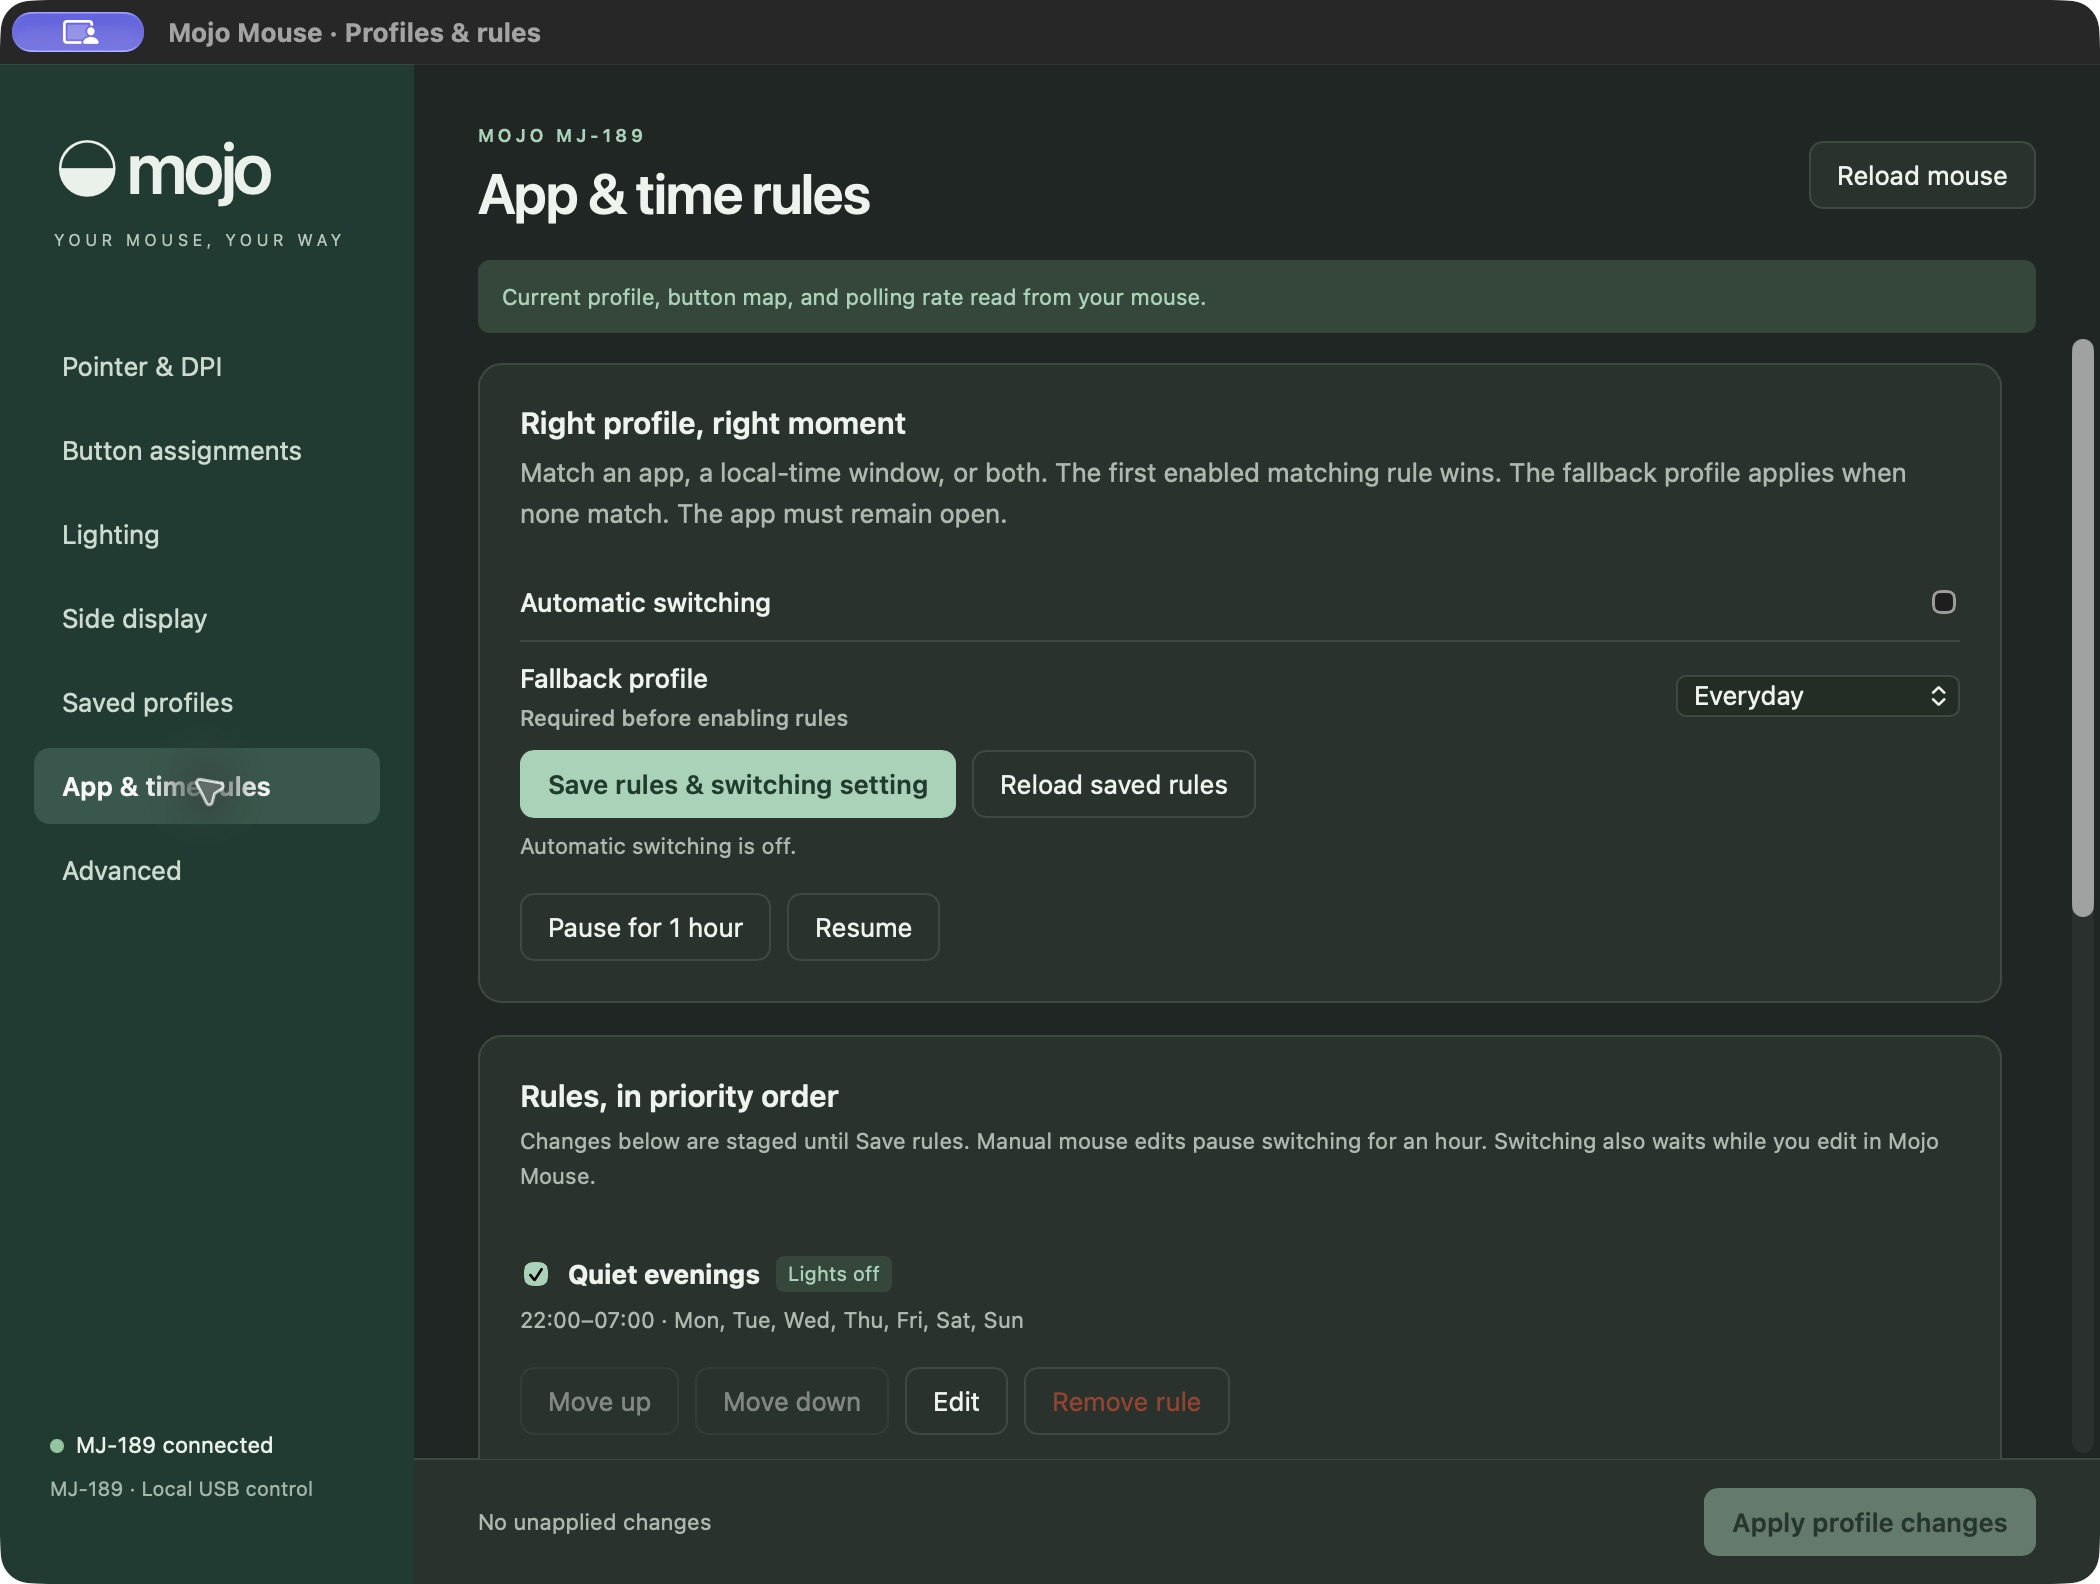 Mojo Mouse · Profiles & rules
mojo
YOUR MOUSE, YOUR WAY
Pointer & DPI
Button assignments
Lighting
Side display
Saved profiles
App & time rules
Advanced
MJ-189 connected
MJ-189 · Local USB control
MOJO MJ-189
App & time rules
Reload mouse
Current profile, button map, and polling rate read from your mouse.
Right profile, right moment
Match an app, a local-time window, or both. The first enabled matching rule wins. The fallback profile applies when
none match. The app must remain open.
Automatic switching
Fallback profile
Required before enabling rules
Everyday
Save rules & switching setting
Reload saved rules
Automatic switching is off.
Pause for 1 hour
Resume
Rules, in priority order
Changes below are staged until Save rules. Manual mouse edits pause switching for an hour. Switching also waits while you edit in Mojo
Mouse.
Quiet evenings
Lights off
22:00–07:00 · Mon, Tue, Wed, Thu, Fri, Sat, Sun
Move up
Move down
Edit
Remove rule
No unapplied changes
Apply profile changes